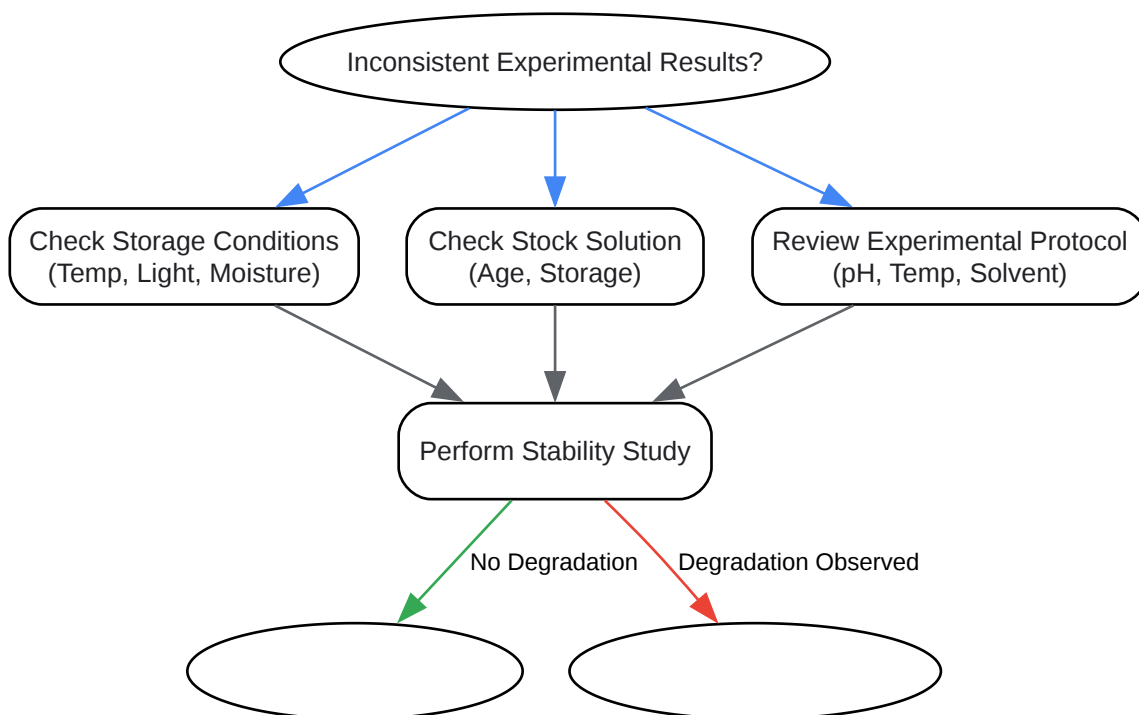 Inconsistent Experimental Results?
Check Storage Conditions
(Temp, Light, Moisture)
Check Stock Solution
(Age, Storage)
Review Experimental Protocol
(pH, Temp, Solvent)
Perform Stability Study
No Degradation
Degradation Observed